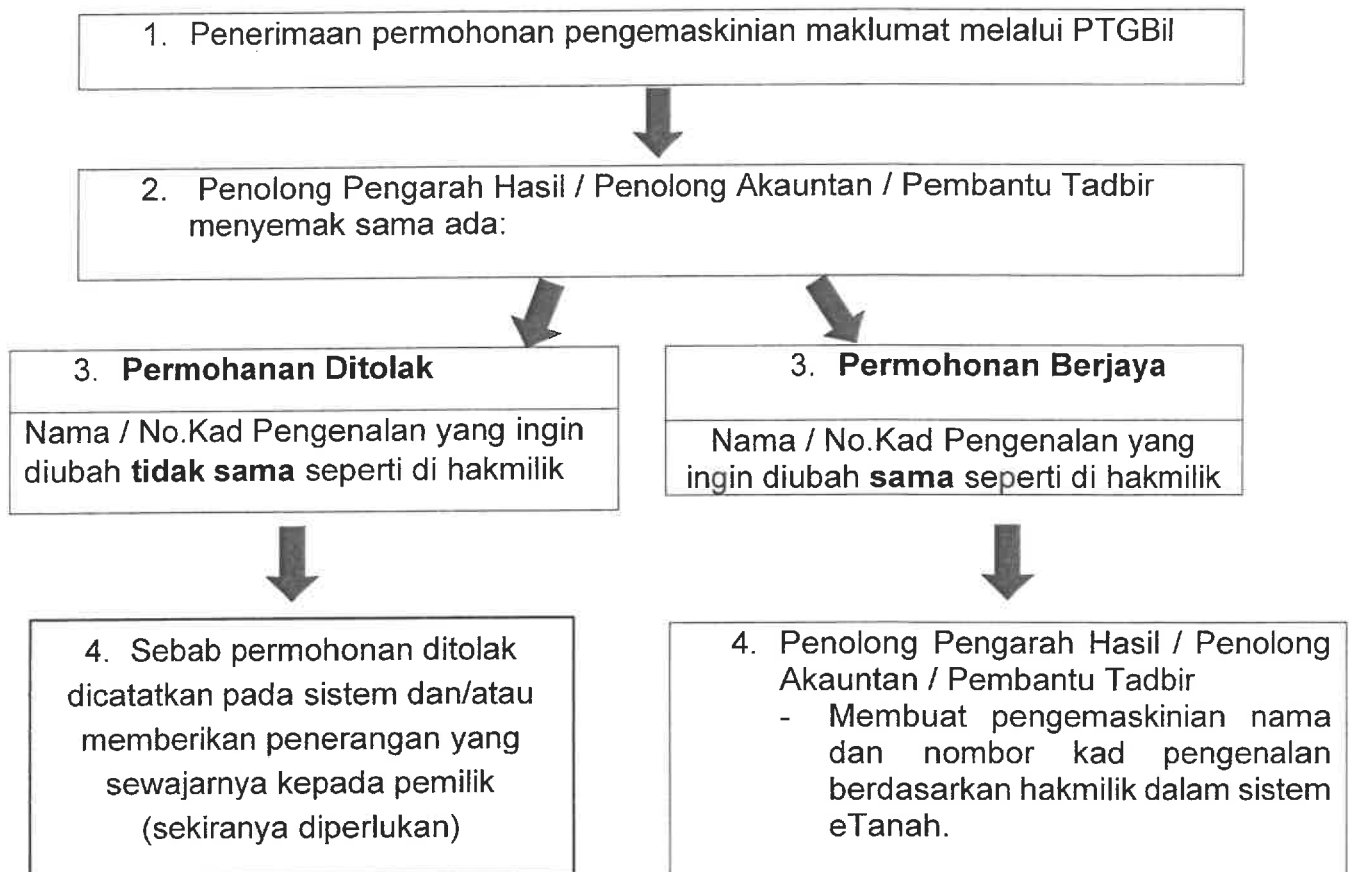 1. Penerimaan permohonan pengemaskinian maklumat melalui PTGBil
2. Penolong Pengarah Hasil / Penolong Akauntan / Pembantu Tadbir
menyemak sama ada:
3. Permohanan Ditolak
Nama / No.Kad Pengenalan yang ingin
diubah tidak sama seperti di hakmilik
3. Permohonan Berjaya
Nama / No.Kad Pengenalan yang
ingin diubah sama seperti di hakmilik
4. Sebab permohonan ditolak
dicatatkan pada sistem dan/atau
memberikan penerangan yang
sewajarnya kepada pemilik
(sekiranya diperlukan)
4. Penolong Pengarah Hasil / Penolong
Akauntan / Pembantu Tadbir
- Membuat pengemaskinian nama
dan nombor kad pengenalan
berdasarkan hakmilik dalam sistem
eTanah.